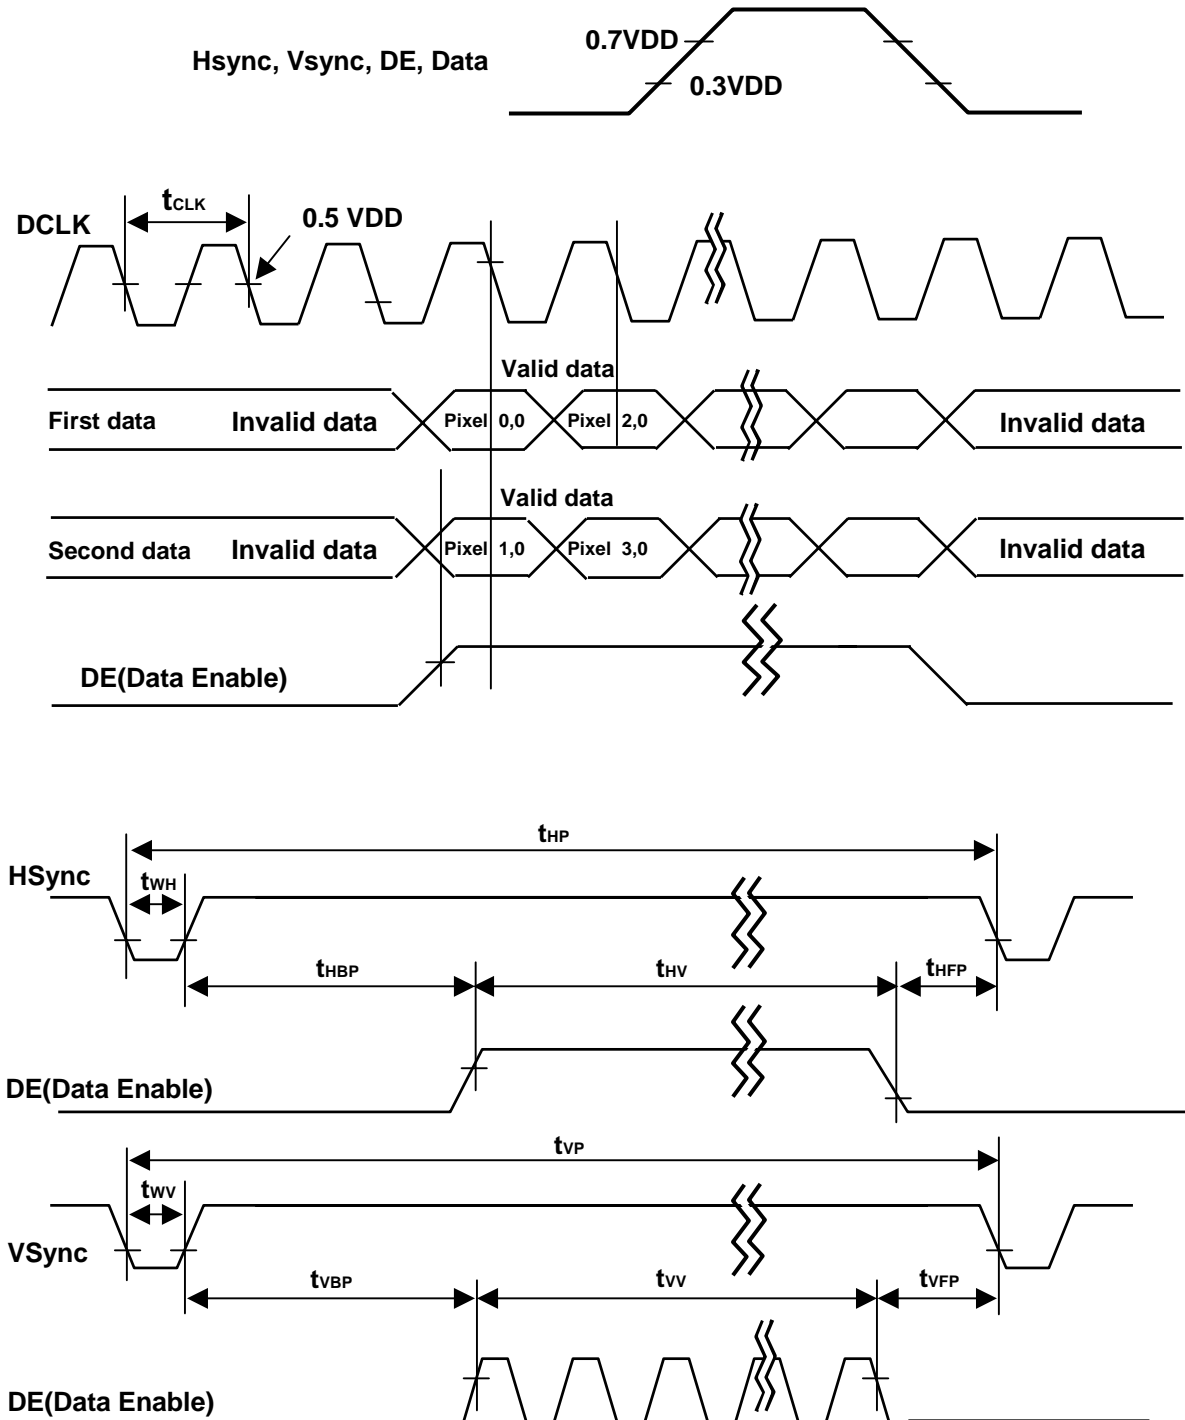 0.7VDD
Hsync, Vsync, DE, Data
0.3VDD
tCLK
DCLK
0.5 VDD
Valid data
First data Invalid data Pixel 0,0 Pixel 2,0 Invalid data
Valid data
Second data Invalid data Pixel 1,0 Pixel 3,0 Invalid data
DE(Data Enable)
tHP
HSync
tWH
tHBP tHV tHFP
DE(Data Enable)
tVP
tWV
VSync
tVBP tVV tVFP
DE(Data Enable)